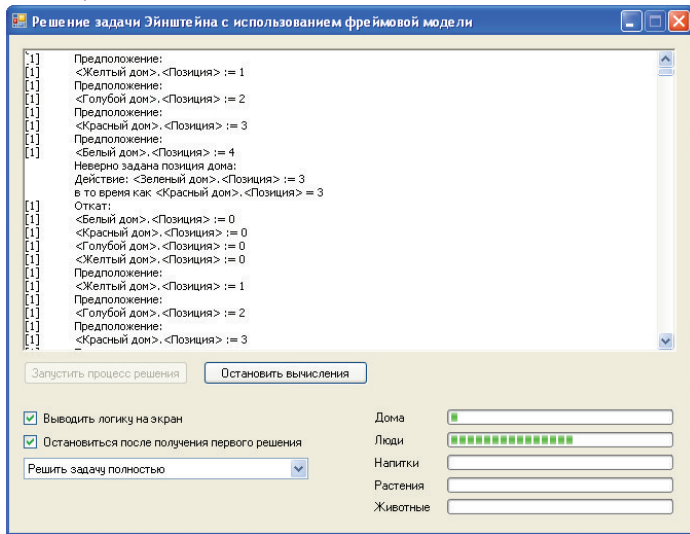 Решение задачи Эйнштейна с использованием фреймовой модели
[1] Предположение:
[1] <Желтый дом>.<Позиция> := 1
[1] Предположение:
[1] <Голубой дом>.<Позиция> := 2
[1] Предположение:
[1] <Красный дом>.<Позиция> := 3
[1] Предположение:
[1] <Белый дом>.<Позиция> := 4
Неверно задана позиция дома:
Действие: <Зеленый дом>.<Позиция> := 3
в то время как <Красный дом>.<Позиция> = 3
[1] Откат:
[1] <Белый дом>.<Позиция> := 0
[1] <Красный дом>.<Позиция> := 0
[1] <Голубой дом>.<Позиция> := 0
[1] <Желтый дом>.<Позиция> := 0
[1] Предположение:
[1] <Желтый дом>.<Позиция> := 1
[1] Предположение:
[1] <Голубой дом>.<Позиция> := 2
[1] Предположение:
[1] <Красный дом>.<Позиция> := 3
Запустить процесс решения Остановить вычисления
Выводить логику на экран
Остановиться после получения первого решения
Решить задачу полностью
Дома
Люди
Напитки
Растения
Животные